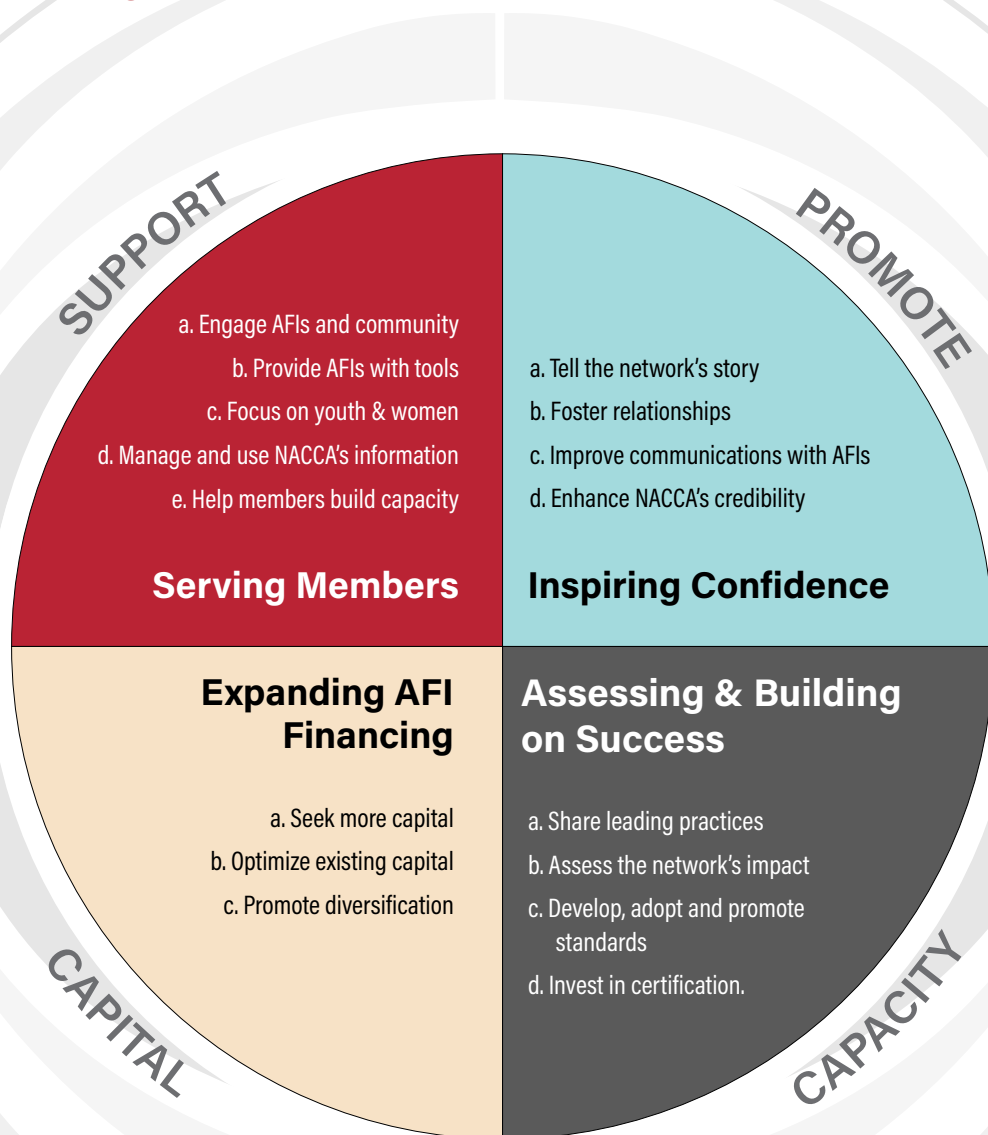 SUPPORT
a. Engage AFIs and community
b. Provide AFIs with tools
c. Focus on youth & women
d. Manage and use NACCA's information
e. Help members build capacity
Serving Members
PROMOTE
a. Tell the network's story
b. Foster relationships
c. Improve communications with AFIs
d. Enhance NACCA's credibility
Inspiring Confidence
Expanding AFI
Financing
a. Seek more capital
b. Optimize existing capital
c. Promote diversification
CAPITAL
Assessing & Building
on Success
a. Share leading practices
b. Assess the network's impact
c. Develop, adopt and promote
standards
d. Invest in certification.
CAPACITY